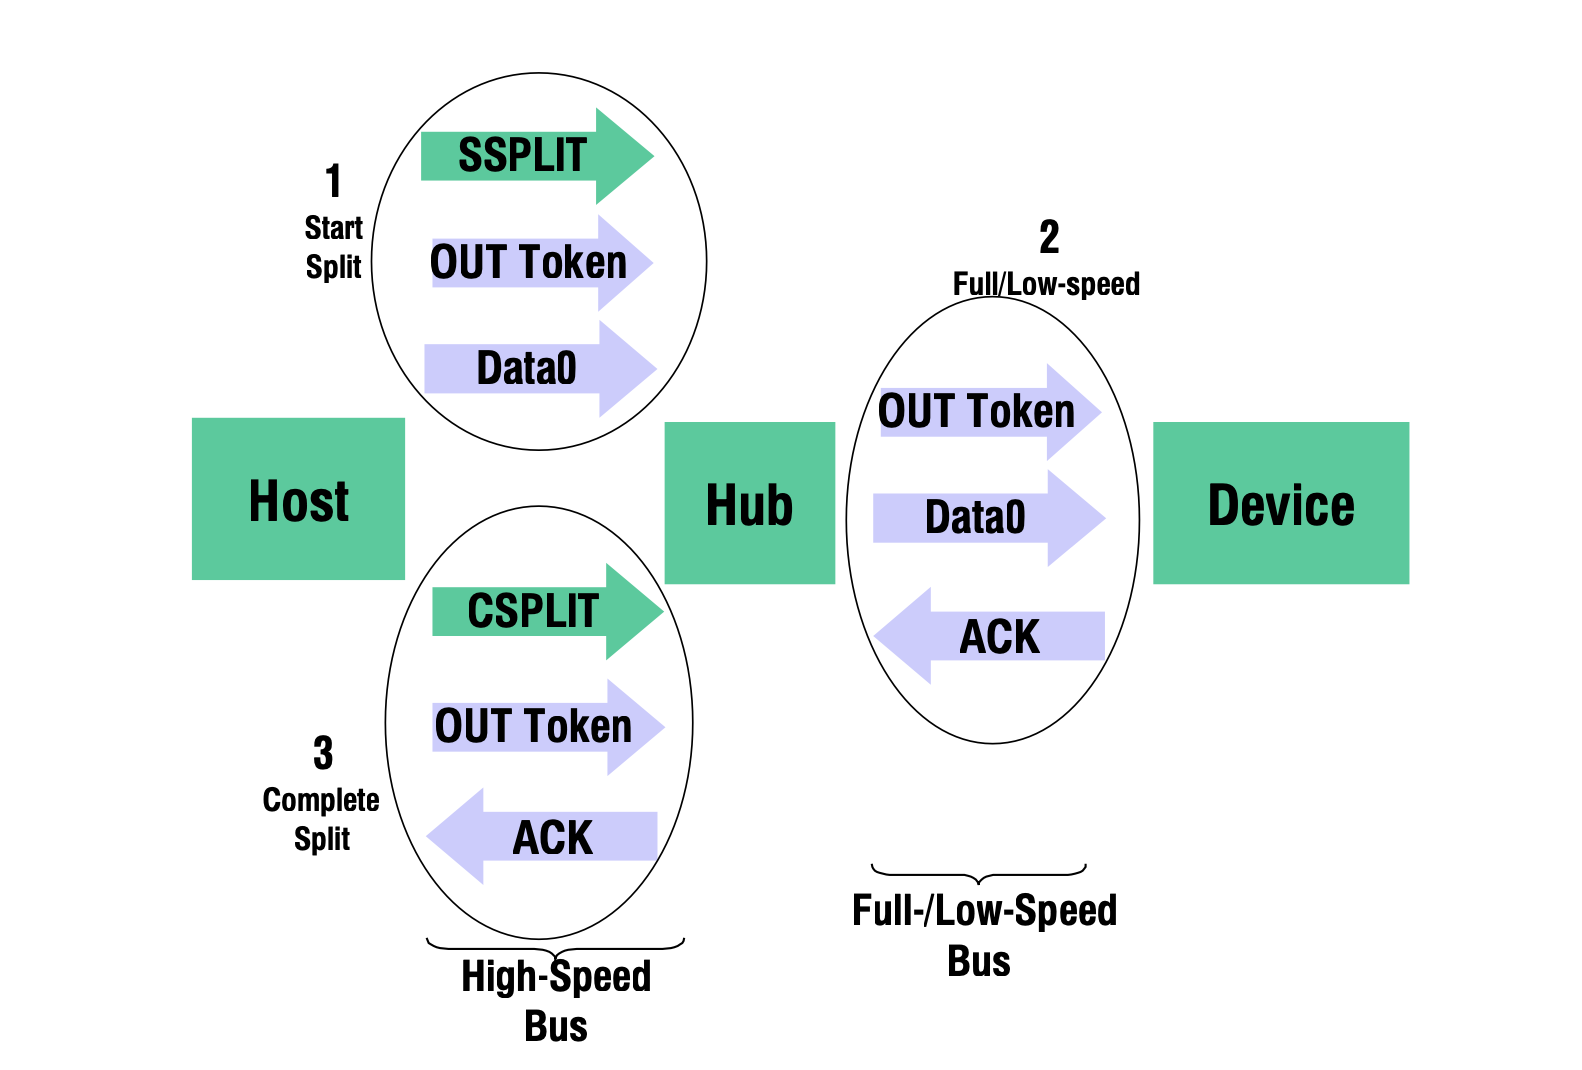 SSPLIT
1
Start
Split
OUT Token
Data0
2
Full/Low-speed
OUT Token
Data0
ACK
Host
Hub
Device
CSPLIT
OUT Token
3
Complete
Split
ACK
Full-/Low-Speed
Bus
High-Speed
Bus